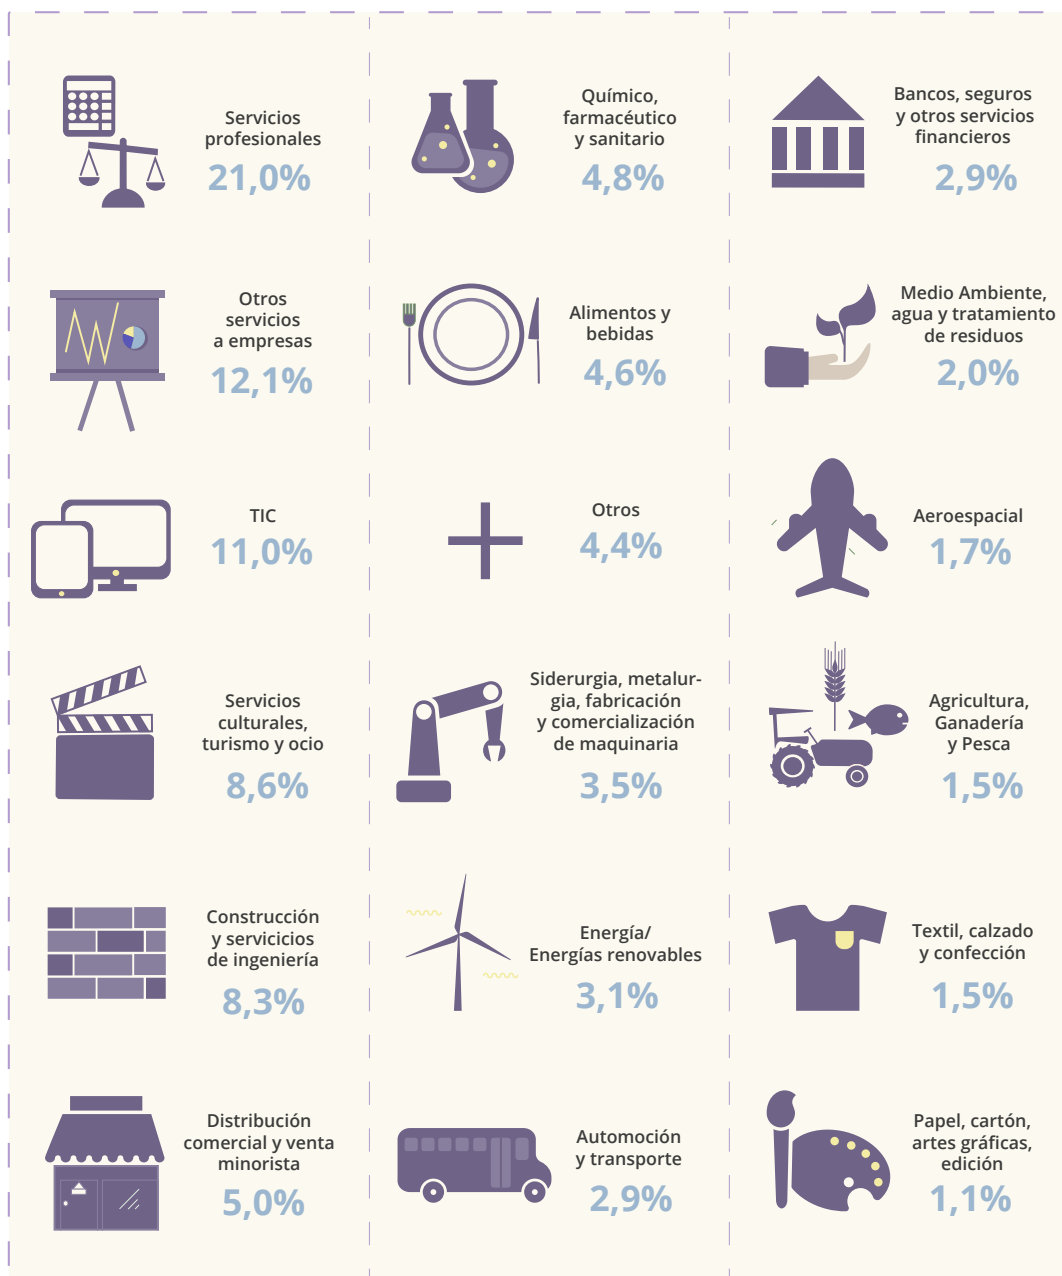 Servicios
profesionales
21,0%
Otros
servicios
a empresas
12,1%
TIC
11,0%
Servicios
culturales,
turismo y ocio
8,6%
Construcción
y servicicios
de ingeniería
8,3%
Distribución
comercial y venta
minorista
5,0%
Químico,
farmacéutico
y sanitario
4,8%
Alimentos y
bebidas
4,6%
Otros
4,4%
Siderurgia, metalur-
gia, fabricación
y comercialización
de maquinaria
3,5%
Energía/
Energías renovables
3,1%
Automoción
y transporte
2,9%
Bancos, seguros
y otros servicios
financieros
2,9%
Medio Ambiente,
agua y tratamiento
de residuos
2,0%
Aeroespacial
1,7%
Agricultura,
Ganadería
y Pesca
1,5%
Textil, calzado
y confección
1,5%
Papel, cartón,
artes gráficas,
edición
1,1%